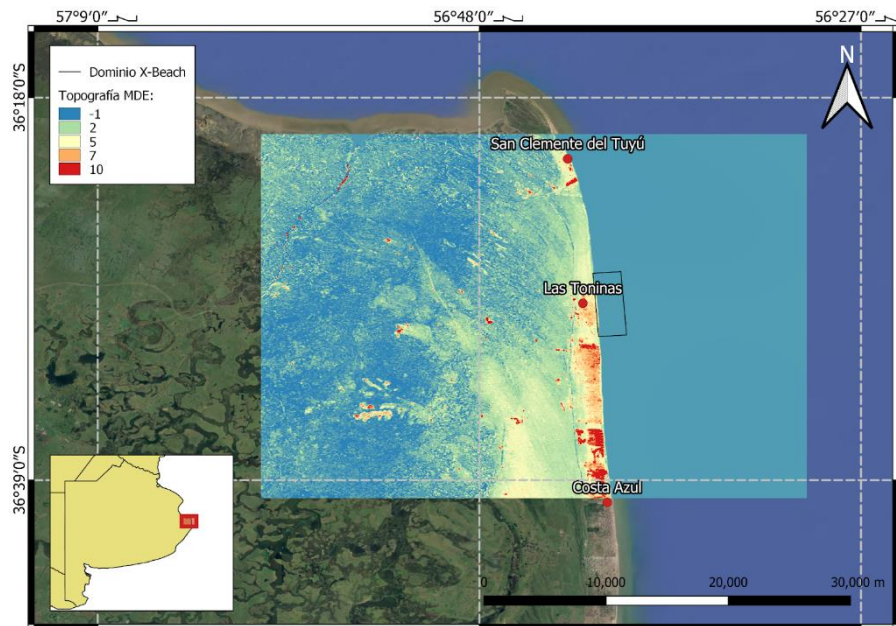 57°9'0"
56°48'0"
56°27'0"
36°18'0"S
36°39'0"S
Dominio X-Beach
Topografía MDE:
-1
2
5
7
10
N
San Clemente del Tuyú
Las Toninas
Costa Azul
0
10,000
20,000
30,000 m